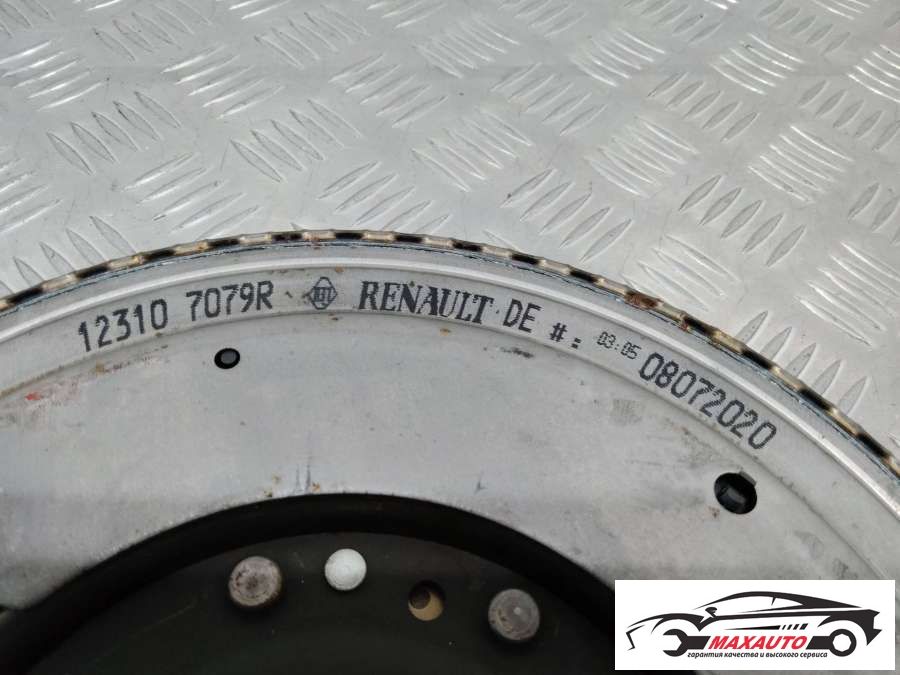 12310 7079R RENAULT DE #: 03:05 08072020
MAXAUTO
гарантия качества и высокого сервиса